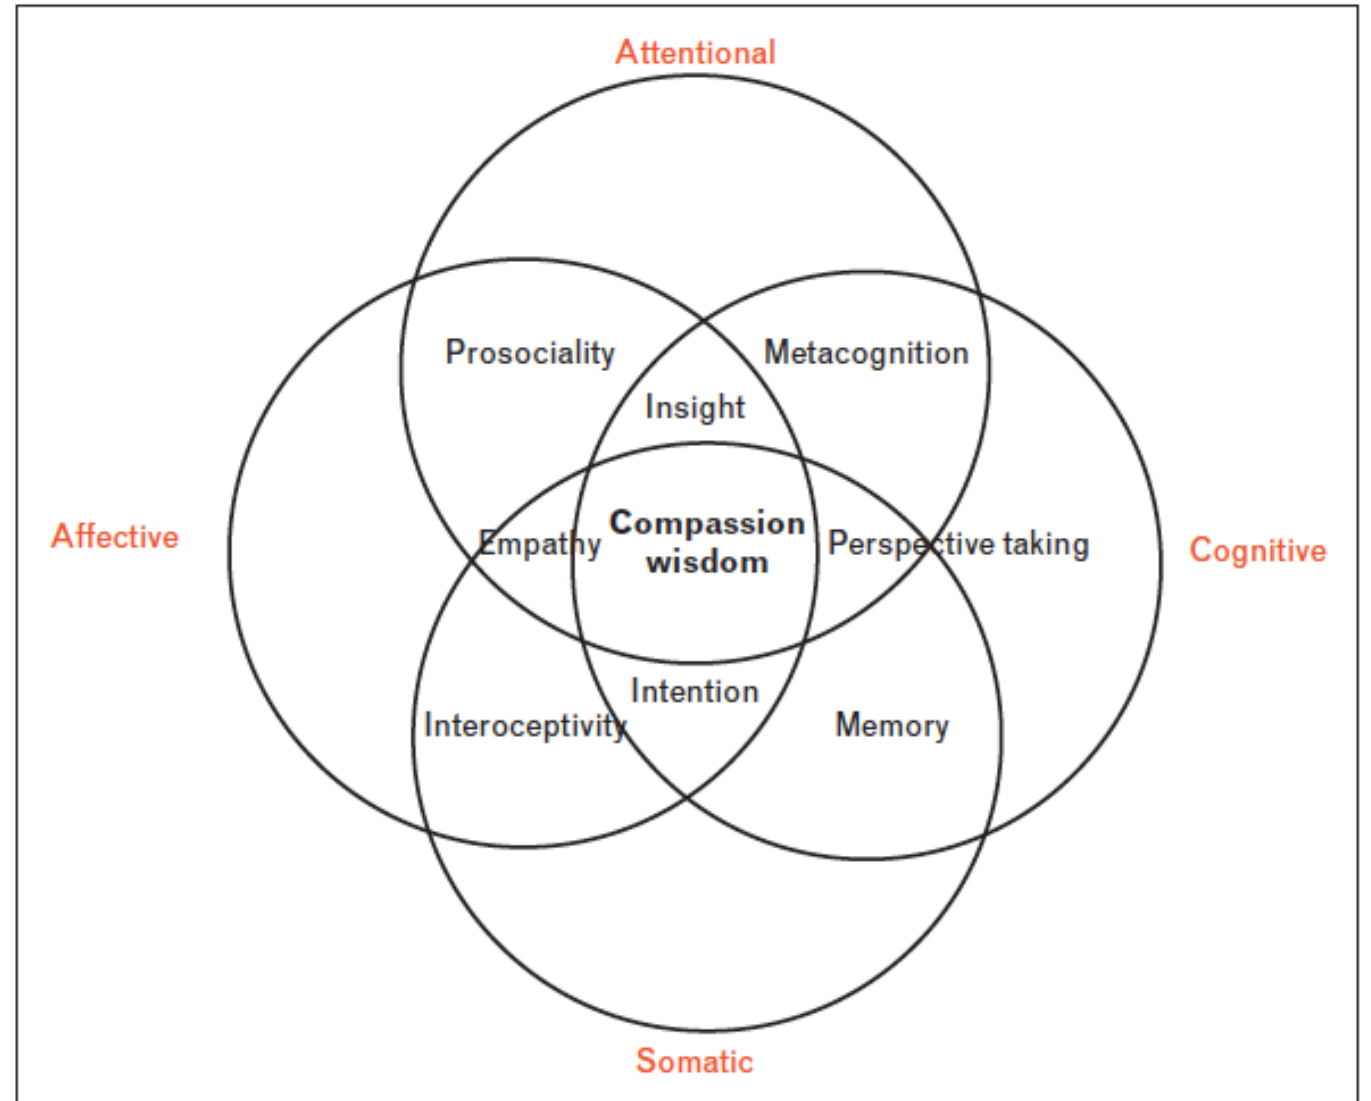 Attentional
Prosociality
Metacognition
Insight
Affective
Empathy
Compassion
wisdom
Perspective taking
Cognitive
Intention
Interoceptivity
Memory
Somatic